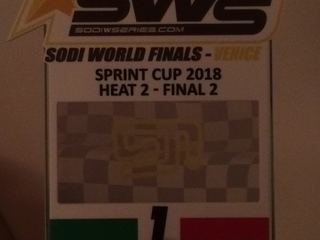 SWS
SODIWSERIES.COM
SODI WORLD FINALS - VENICE
SPRINT CUP 2018
HEAT 2 - FINAL 2
1